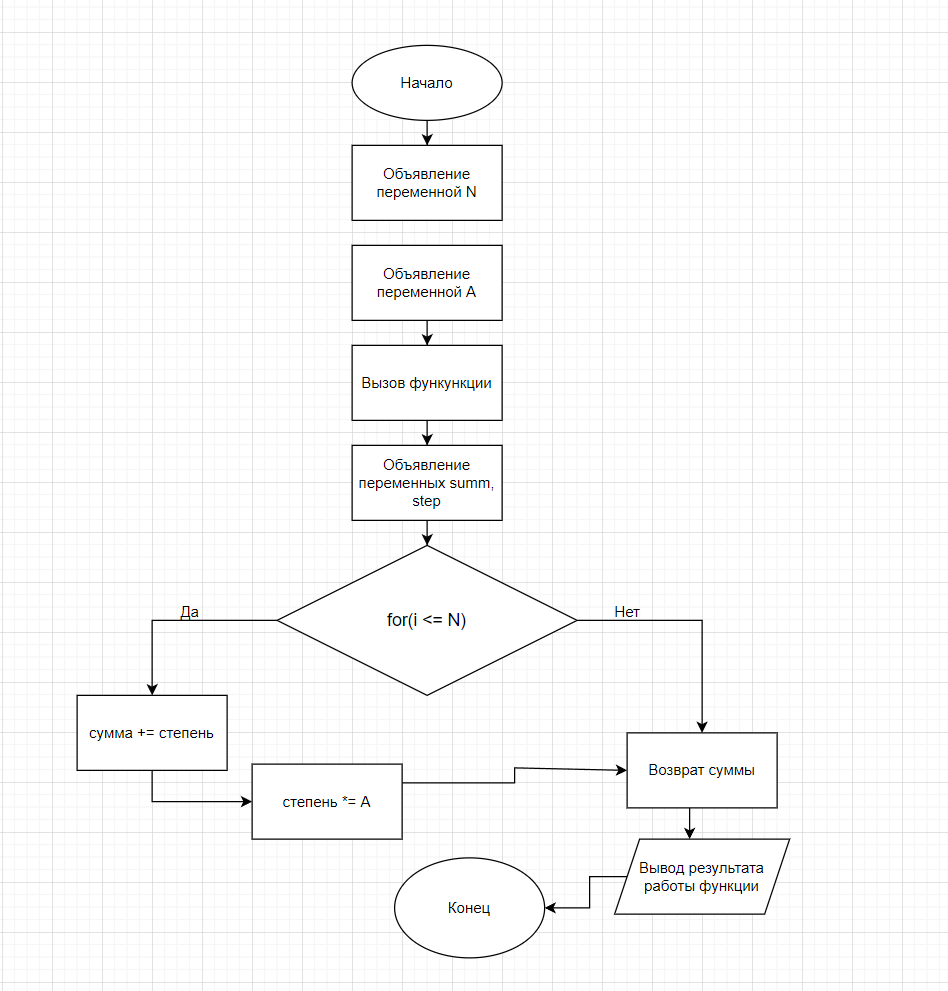 Начало
Объявление
переменной N
Объявление
переменной A
Вызов функункции
Объявление
переменных summ,
step
for(i <= N)
Да
Нет
сумма += степень
степень *= A
Возврат суммы
Вывод результата
работы функции
Конец